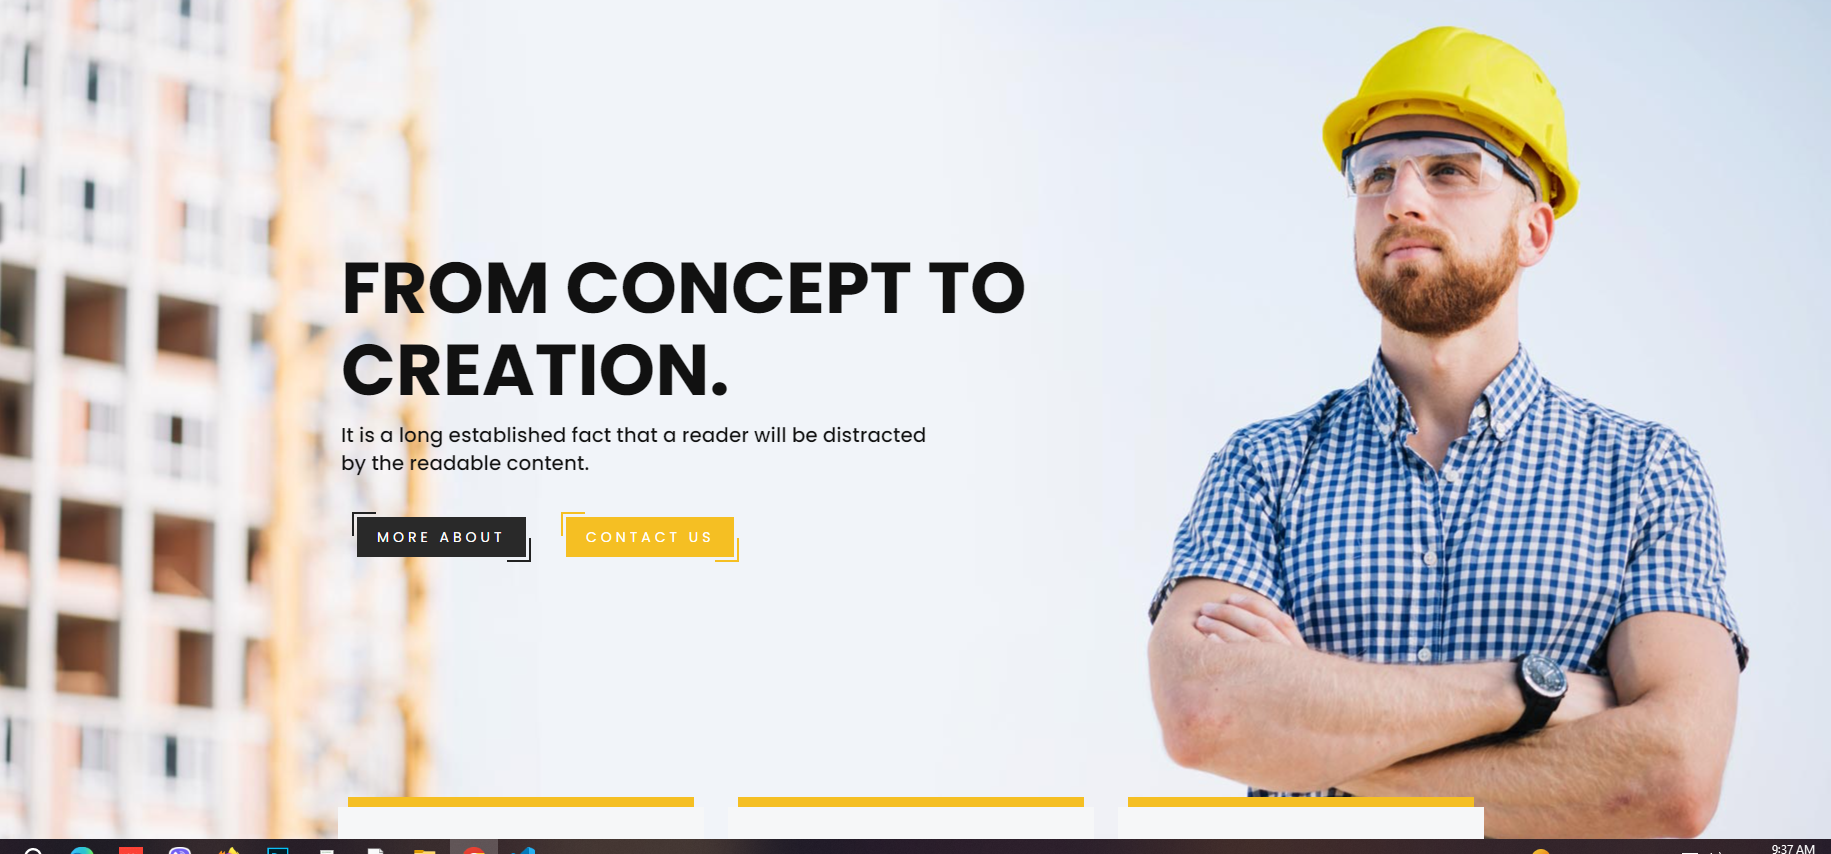 FROM CONCEPT TO
CREATION.
It is a long established fact that a reader will be distracted
by the readable content.
MORE ABOUT
CONTACT US
9:37 AM